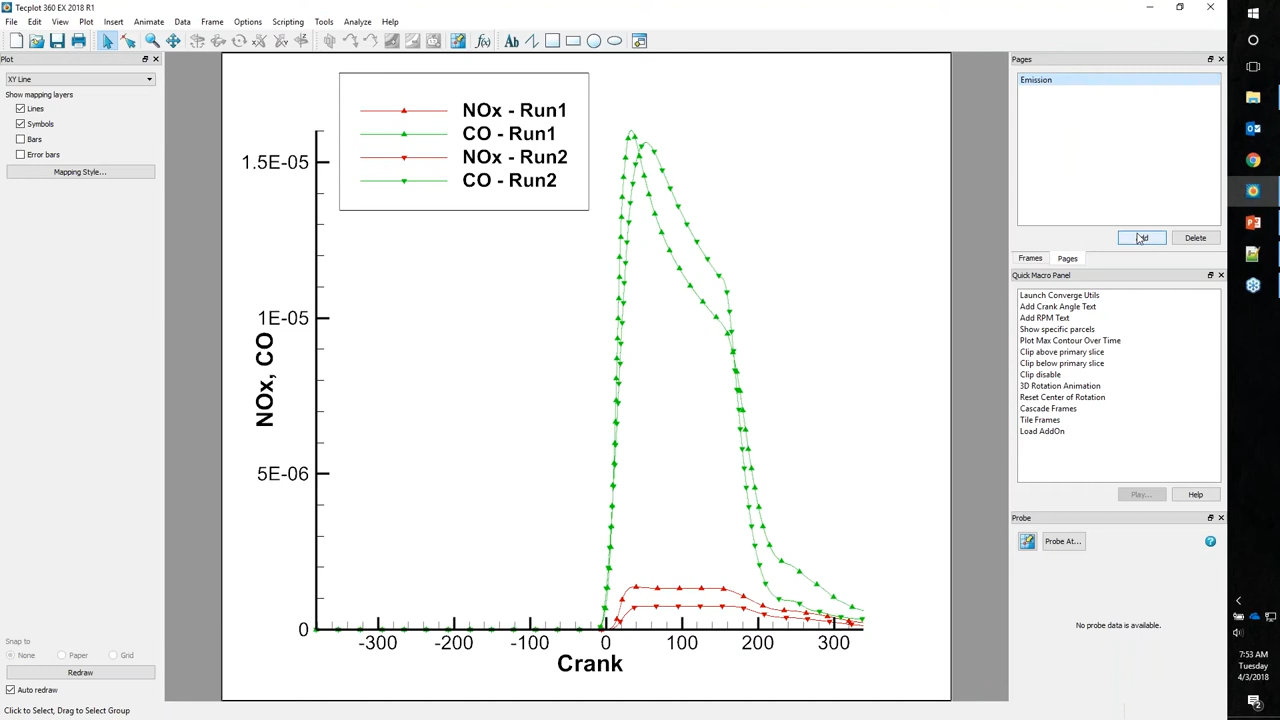 Tecplot 360 EX 2018 R1
File Edit View Plot Insert Animate Data Frame Options Scripting Tools Analyze Help
Plot
XY Line
Show mapping layers
Lines
Symbols
Bars
Error bars
Mapping Style...
Snap to
None Paper Grid
Redraw
Auto redraw
Click to Select, Drag to Select Group
NOx - Run1
CO - Run1
NOx - Run2
CO - Run2
NOx, CO
1.5E-05
1E-05
5E-06
0
-300 -200 -100 0 100 200 300
Crank
Pages
Emission
Delete
Frames Pages
Quick Macro Panel
Launch Converge Utils
Add Crank Angle Text
Add RPM Text
Show specific parcels
Plot Max Contour Over Time
Clip above primary slice
Clip below primary slice
Clip disable
3D Rotation Animation
Reset Center of Rotation
Cascade Frames
Tile Frames
Load AddOn
Play... Help
Probe
Probe At...
No probe data is available.
7:53 AM
Tuesday
4/3/2018
2